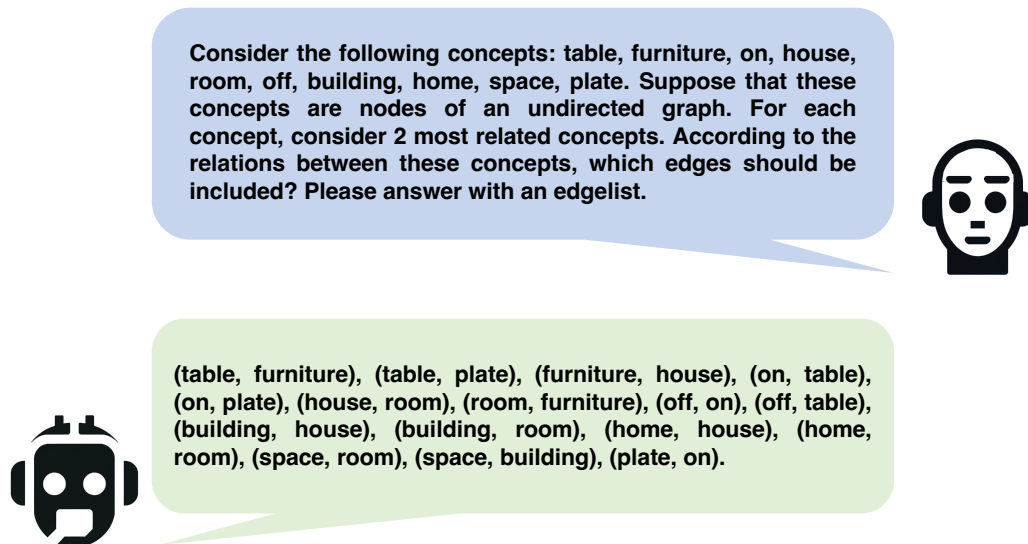 Consider the following concepts: table, furniture, on, house,
room, off, building, home, space, plate. Suppose that these
concepts are nodes of an undirected graph. For each
concept, consider 2 most related concepts. According to the
relations between these concepts, which edges should be
included? Please answer with an edgelist.
(table, furniture), (table, plate), (furniture, house), (on, table),
(on, plate), (house, room), (room, furniture), (off, on), (off, table),
(building, house), (building, room), (home, house), (home,
room), (space, room), (space, building), (plate, on).